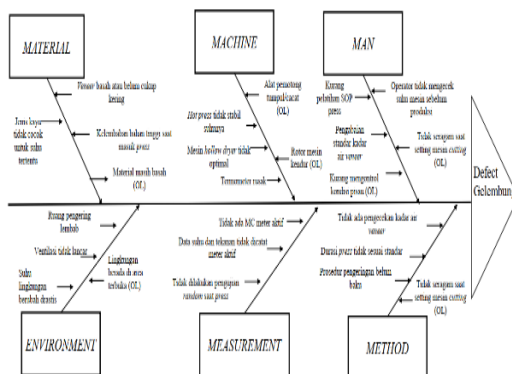 MATERIAL
MACHINE
MAN
Veneer basah atau belum cukup
kering
Jenis kayu
tidak cocok
untuk suhu
tertentu
Kelembaban bahan tinggi saat
masuk press
Material masih basah
(OL)
Alat pemotong
tumpul/cacat (OL)
Hot press tidak stabil
suhunya
Mesin hollow dryer tidak
optimal
Rotor mesin
kendur (OL)
Termometer rusak
Kurang
pelatihan SOP
press
Operator tidak mengecek
suhu mesin sebelum
produksi
Pengabaian
standar kadar
air veneer
Tidak seragam saat
setting mesin cutting
(OL)
Kurang mengontrol
kondisi pisau (OL)
Defect
Gelembung
Ruang pengering
lembab
Ventilasi tidak lancar
Suhu
lingkungan
berubah drastis
Lingkungan
berada di area
terbuka (OL)
Tidak ada MC meter aktif
Data suhu dan tekanan tidak dicatat
meter aktif
Tidak dilakukan pengujian
random saat press
Tidak ada pengecekan kadar air
veneer
Durasi press tidak sesuai standar
Prosedur pengeringan belum
baku
Tidak seragam saat
setting mesin cutting
(OL)
ENVIRONMENT
MEASUREMENT
METHOD